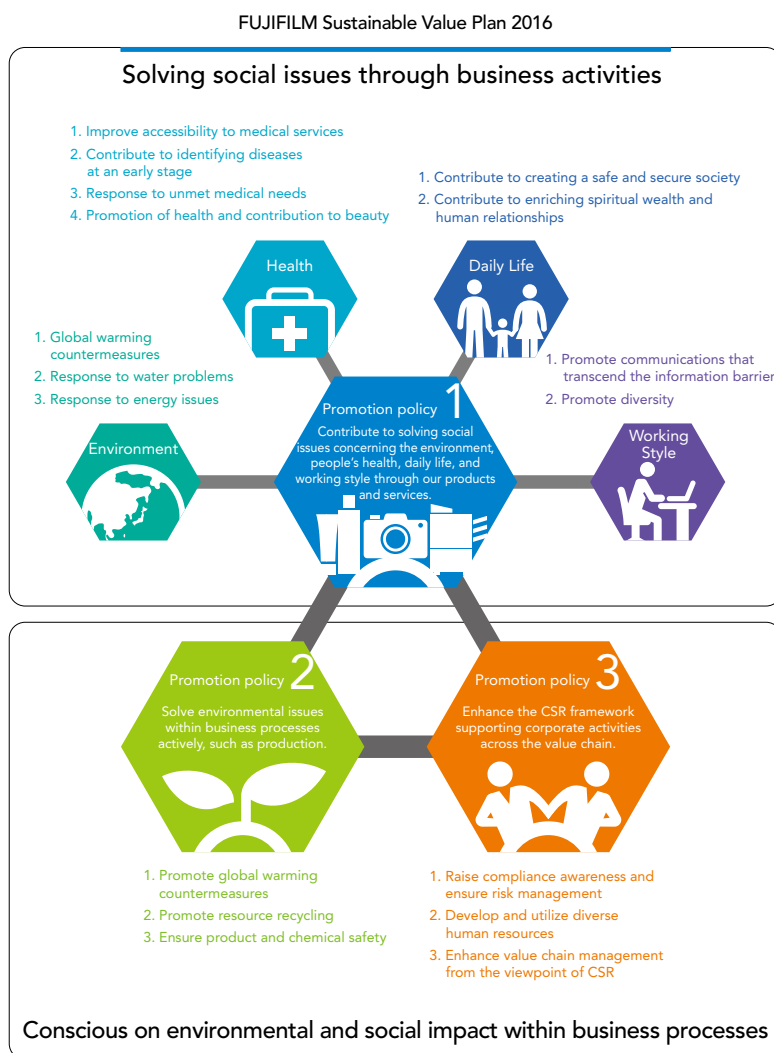 FUJIFILM Sustainable Value Plan 2016
Solving social issues through business activities
1. Improve accessibility to medical services
2. Contribute to identifying diseases
at an early stage
3. Response to unmet medical needs
4. Promotion of health and contribution to beauty
1. Contribute to creating a safe and secure society
2. Contribute to enriching spiritual wealth and
human relationships
Health
Daily Life
1. Global warming
countermeasures
2. Response to water problems
3. Response to energy issues
1. Promote communications that
transcend the information barrier
2. Promote diversity
Environment
Working
Style
Promotion policy 1
Contribute to solving social
issues concerning the environment,
people's health, daily life, and
working style through our products
and services.
Promotion policy 2
Solve environmental issues
within business processes
actively, such as production.
Promotion policy 3
Enhance the CSR framework
supporting corporate activities
across the value chain.
1. Promote global warming
countermeasures
2. Promote resource recycling
3. Ensure product and chemical safety
1. Raise compliance awareness and
ensure risk management
2. Develop and utilize diverse
human resources
3. Enhance value chain management
from the viewpoint of CSR
Conscious on environmental and social impact within business processes